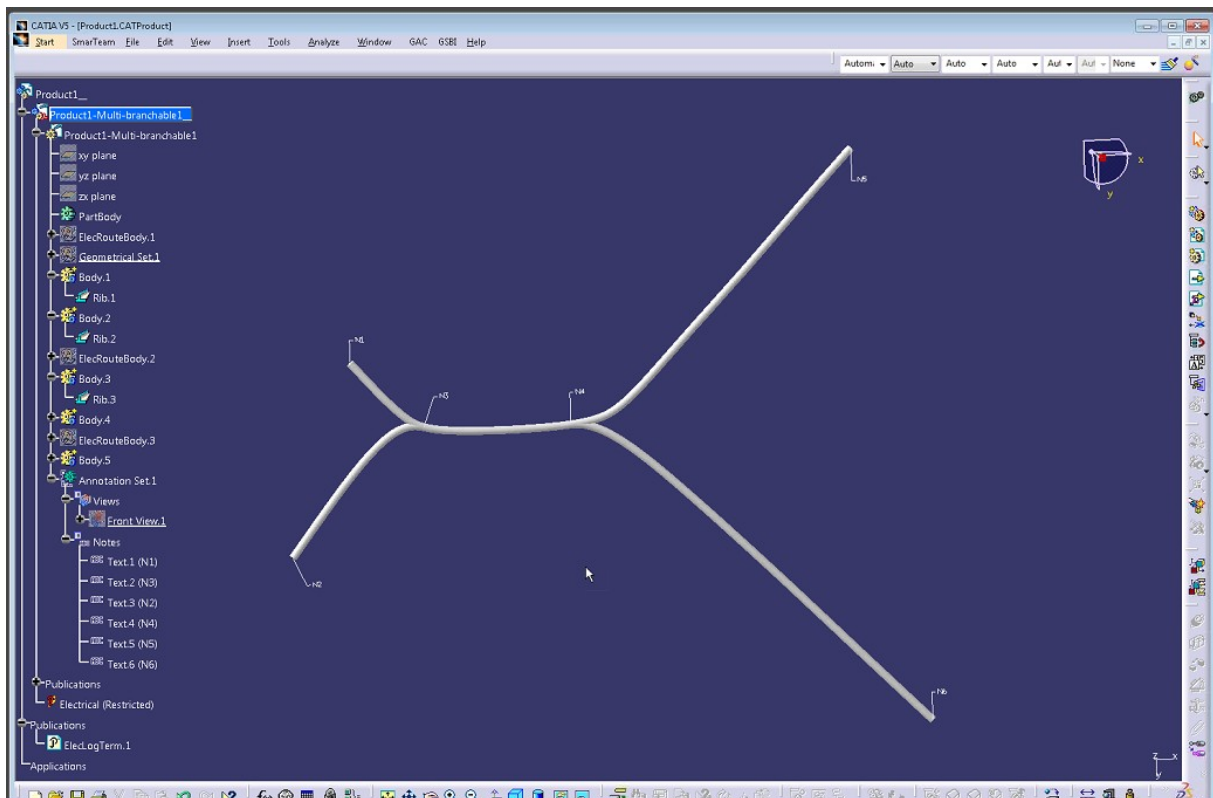 CATIA V5 - [Product1.CATProduct]
Start SmarTeam File Edit View Insert Tools Analyze Window GAC GSBI Help
Auto Auto Auto None
Product1__
Product1-Multi-branchable1__
Product1-Multi-branchable1
xy plane
yz plane
zx plane
PartBody
ElecRouteBody.1
Geometrical Set.1
Body.1
Rib.1
Body.2
Rib.2
ElecRouteBody.2
Body.3
Rib.3
Body.4
ElecRouteBody.3
Body.5
Annotation Set.1
Views
Front View.1
Notes
Text.1 (N1)
Text.2 (N3)
Text.3 (N2)
Text.4 (N4)
Text.5 (N5)
Text.6 (N6)
Publications
Electrical (Restricted)
Publications
ElecLogTerm.1
Applications
N5
N1
N3
N4
N2
N6
x
y
z x
y